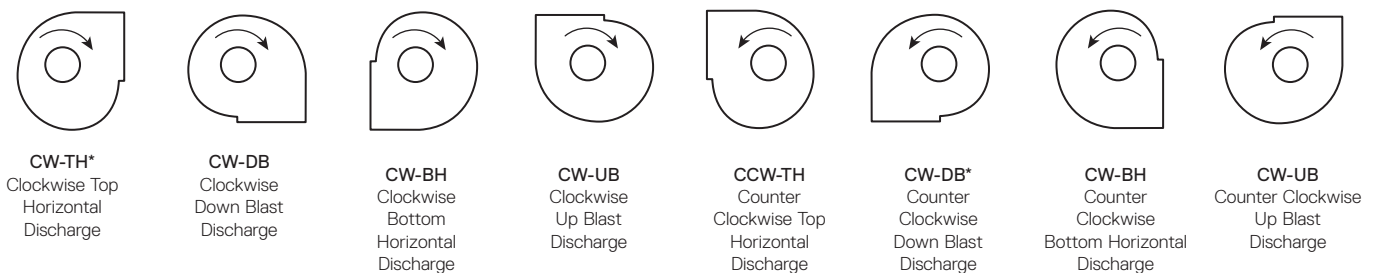 CW-TH*
Clockwise Top
Horizontal
Discharge
CW-DB
Clockwise
Down Blast
Discharge
CW-BH
Clockwise
Bottom
Horizontal
Discharge
CW-UB
Clockwise
Up Blast
Discharge
CCW-TH
Counter
Clockwise Top
Horizontal
Discharge
CW-DB*
Counter
Clockwise
Down Blast
Discharge
CW-BH
Counter
Clockwise
Bottom Horizontal
Discharge
CW-UB
Counter Clockwise
Up Blast
Discharge